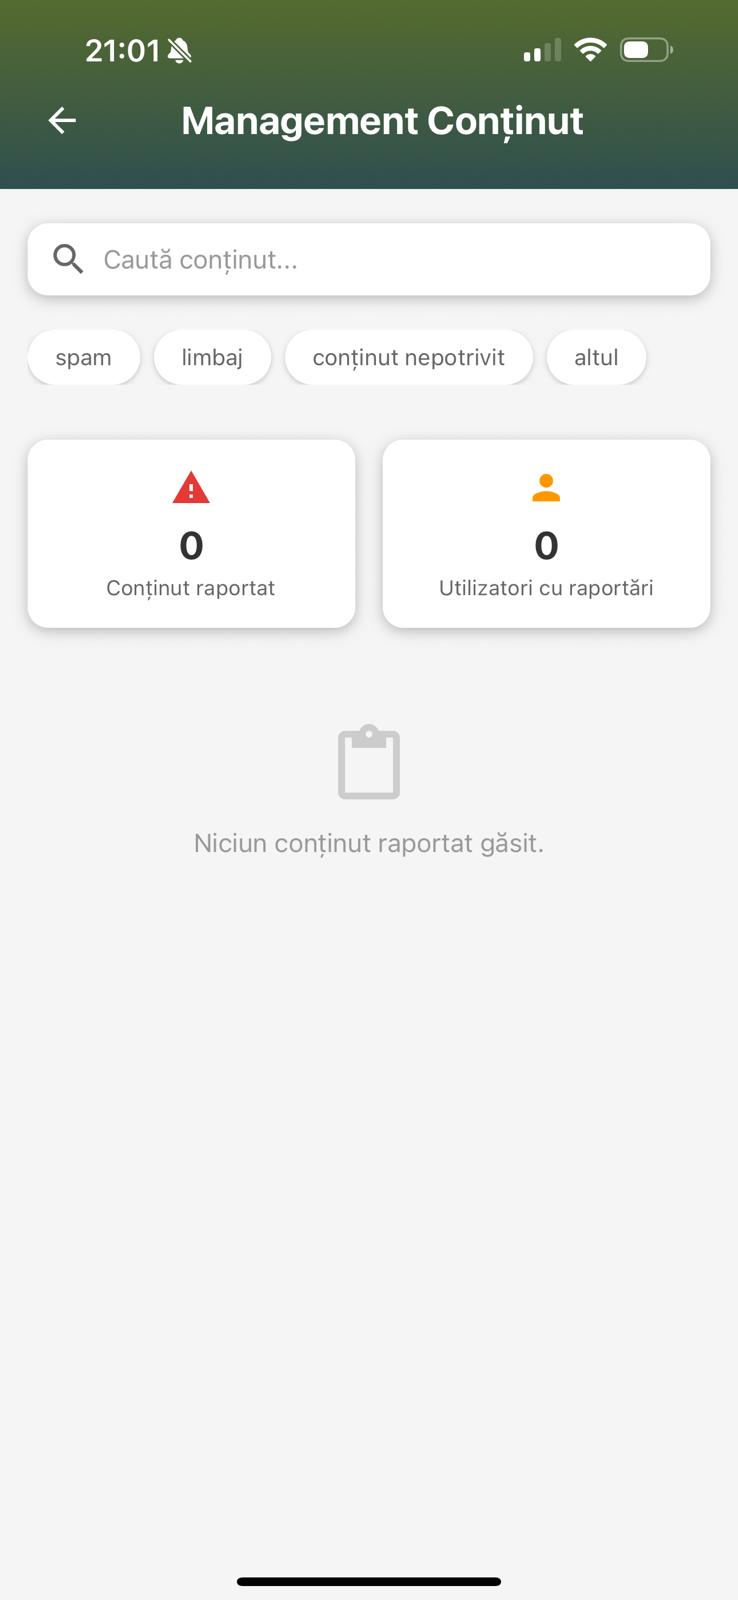 21:01
Management Conținut
Caută conținut...
spam
limbaj
conținut nepotrivit
altul
0
Conținut raportat
0
Utilizatori cu raportări
Niciun conținut raportat găsit.